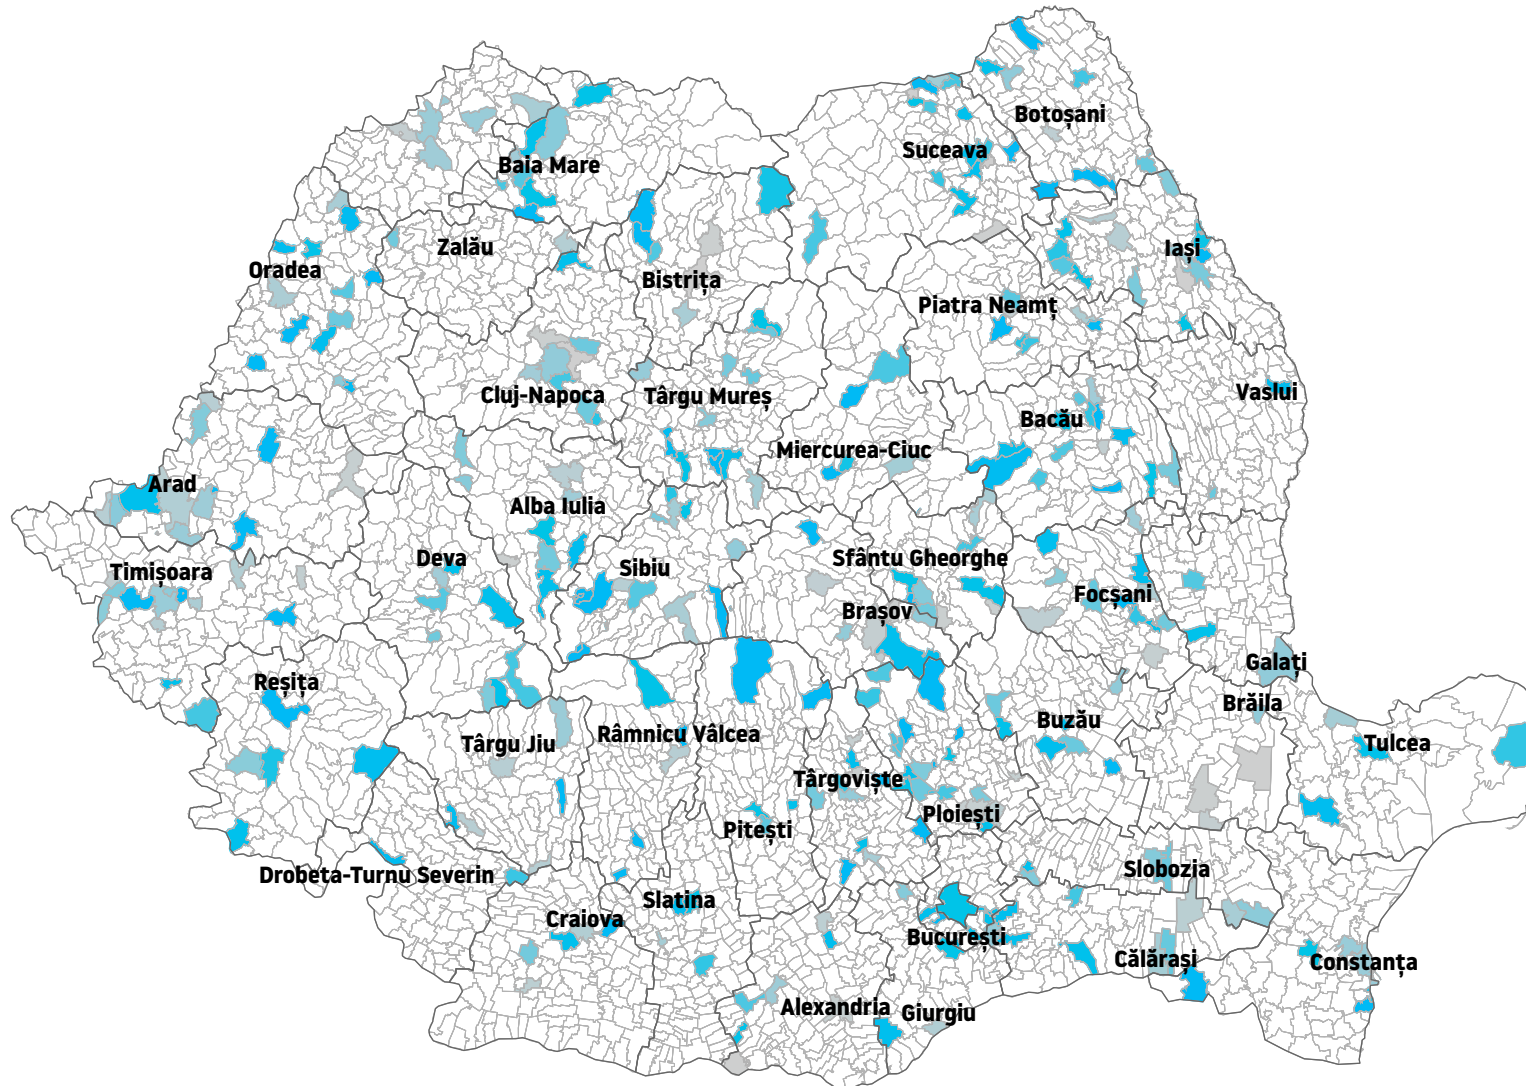 Botoșani
Suceava
Baia Mare
Zalău
Iași
Oradea
Bistrița
Piatra Neamț
Vaslui
Cluj-Napoca
Târgu Mureș
Bacău
Miercurea-Ciuc
Arad
Alba Iulia
Deva
Sfântu Gheorghe
Sibiu
Timișoara
Focșani
Brașov
Galați
Reșița
Brăila
Buzău
Râmnicu Vâlcea
Târgu Jiu
Tulcea
Târgoviște
Ploiești
Pitești
Slobozia
Drobeta-Turnu Severin
Slatina
Craiova
București
Călărași
Constanța
Alexandria
Giurgiu